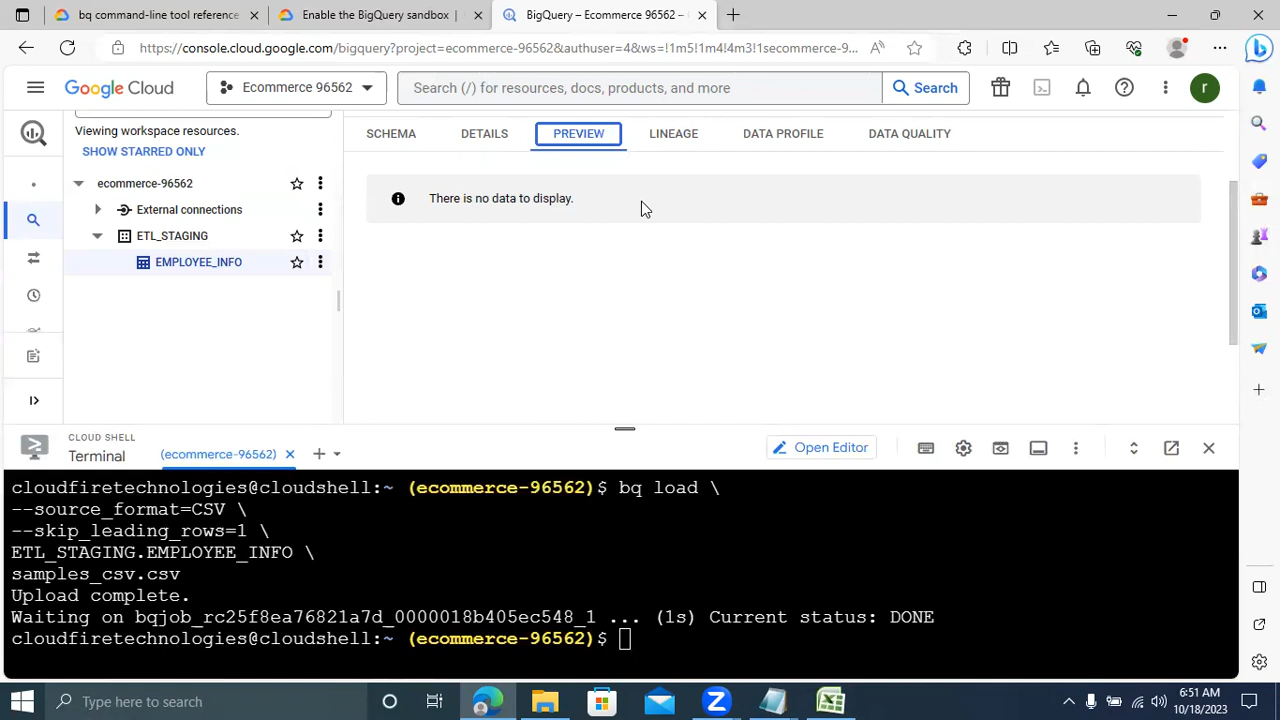 bq command-line tool reference
Enable the BigQuery sandbox |
BigQuery – Ecommerce 96562 –
https://console.cloud.google.com/bigquery?project=ecommerce-96562&authuser=4&ws=!1m5!1m4!4m3!1secommerce-9...
Google Cloud
Ecommerce 96562
Search (/) for resources, docs, products, and more
Search
r
Viewing workspace resources.
SHOW STARRED ONLY
ecommerce-96562
External connections
ETL_STAGING
EMPLOYEE_INFO
SCHEMA
DETAILS
PREVIEW
LINEAGE
DATA PROFILE
DATA QUALITY
There is no data to display.
CLOUD SHELL
Terminal
(ecommerce-96562)
Open Editor
cloudfiretechnologies@cloudshell:~ (ecommerce-96562)$ bq load \
--source_format=CSV \
--skip_leading_rows=1 \
ETL_STAGING.EMPLOYEE_INFO \
samples_csv.csv
Upload complete.
Waiting on bqjob_rc25f8ea76821a7d_0000018b405ec548_1 ... (1s) Current status: DONE
cloudfiretechnologies@cloudshell:~ (ecommerce-96562)$
Type here to search
6:51 AM
10/18/2023